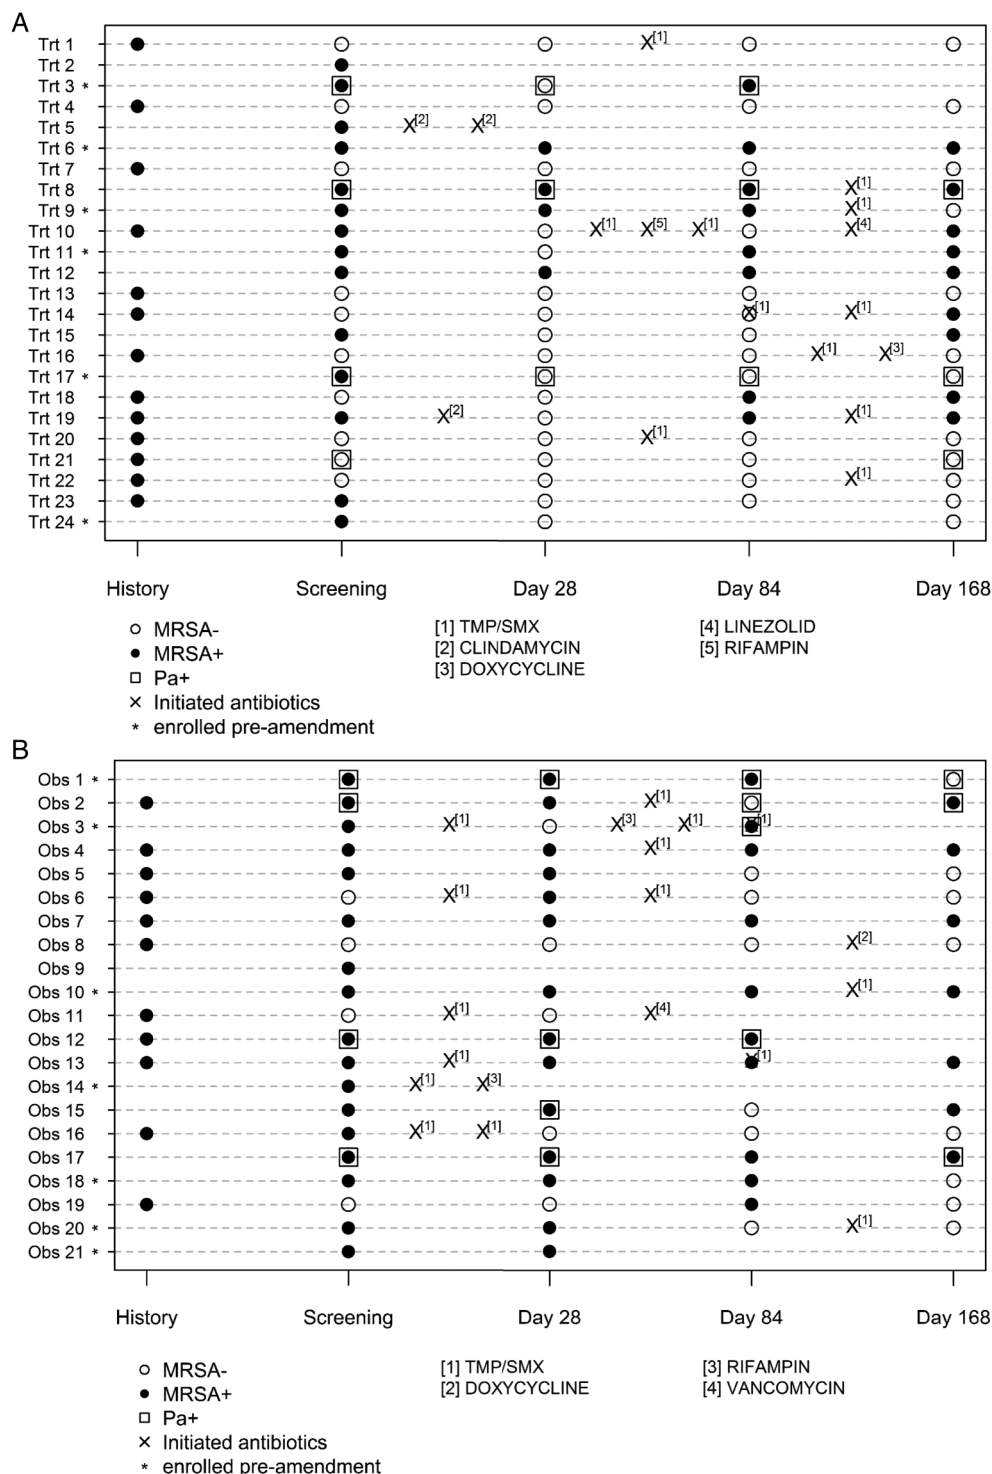 A
Trt 1 [1]
Trt 2
Trt 3 *
Trt 4
Trt 5 [2] [2]
Trt 6 *
Trt 7
Trt 8 [1]
Trt 9 * [1]
Trt 10 [1] [5] [1] [4]
Trt 11 *
Trt 12
Trt 13
Trt 14 [1] [1]
Trt 15
Trt 16 [1] [3]
Trt 17 *
Trt 18
Trt 19 [2] [1]
Trt 20 [1]
Trt 21
Trt 22 [1]
Trt 23
Trt 24 *
History Screening Day 28 Day 84 Day 168
MRSA- [1] TMP/SMX [4] LINEZOLID
MRSA+ [2] CLINDAMYCIN [5] RIFAMPIN
Pa+ [3] DOXYCYCLINE
Initiated antibiotics
* enrolled pre-amendment
B
Obs 1 *
Obs 2 [1]
Obs 3 * [1] [3] [1] [1]
Obs 4 [1]
Obs 5
Obs 6 [1] [1]
Obs 7
Obs 8 [2]
Obs 9
Obs 10 * [1]
Obs 11 [1] [4]
Obs 12
Obs 13 [1] [1]
Obs 14 * [1] [3]
Obs 15
Obs 16 [1] [1]
Obs 17
Obs 18 *
Obs 19
Obs 20 * [1]
Obs 21 *
History Screening Day 28 Day 84 Day 168
MRSA- [1] TMP/SMX [3] RIFAMPIN
MRSA+ [2] DOXYCYCLINE [4] VANCOMYCIN
Pa+
Initiated antibiotics
* enrolled pre-amendment